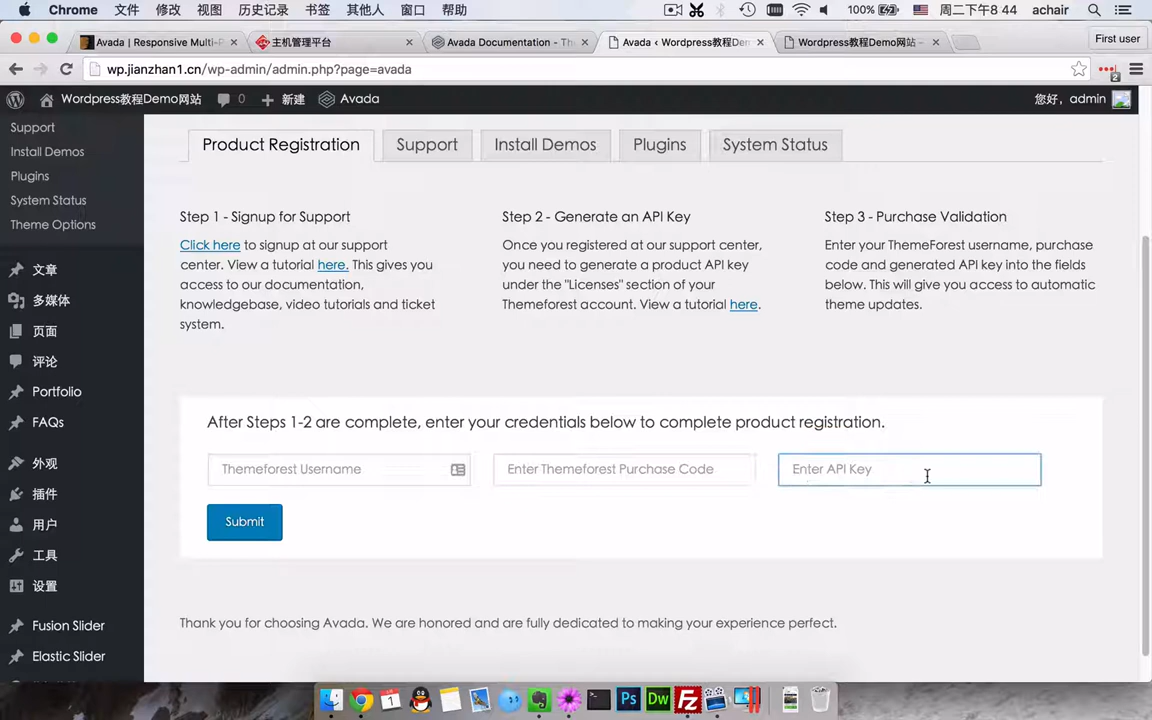 Chrome 文件 修改 视图 历史记录 书签 其他人 窗口 帮助 100% 周二下午8 44 achair
Avada | Responsive Multi-P 主机管理平台 Avada Documentation - Th Avada ‹ Wordpress教程Dem Wordpress教程Demo网站 – First user
wp.jianzhan1.cn/wp-admin/admin.php?page=avada 2
Wordpress教程Demo网站 0 新建 Avada 您好，admin
Support
Install Demos
Plugins
System Status
Theme Options
文章
多媒体
页面
评论
Portfolio
FAQs
外观
插件
用户
工具
设置
Fusion Slider
Elastic Slider
Product Registration Support Install Demos Plugins System Status
Step 1 - Signup for Support
Click here to signup at our support
center. View a tutorial here. This gives you
access to our documentation,
knowledgebase, video tutorials and ticket
system.
Step 2 - Generate an API Key
Once you registered at our support center,
you need to generate a product API key
under the "Licenses" section of your
Themeforest account. View a tutorial here.
Step 3 - Purchase Validation
Enter your ThemeForest username, purchase
code and generated API key into the fields
below. This will give you access to automatic
theme updates.
After Steps 1-2 are complete, enter your credentials below to complete product registration.
Themeforest Username Enter Themeforest Purchase Code Enter API Key
Submit
Thank you for choosing Avada. We are honored and are fully dedicated to making your experience perfect.
1 Ps Dw Fz